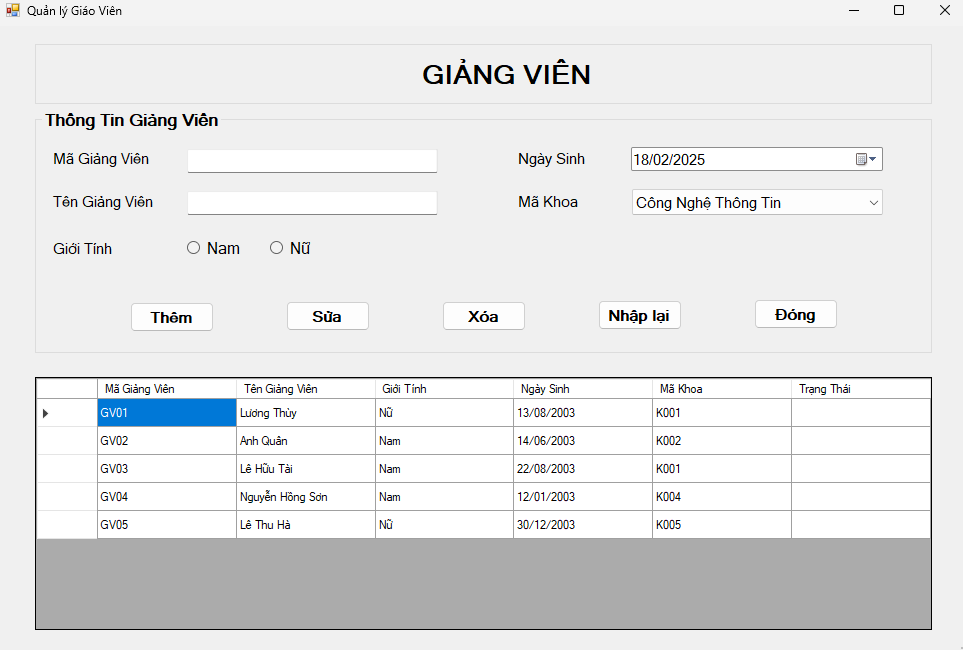 Quản lý Giáo Viên
GIẢNG VIÊN
Thông Tin Giảng Viên
Mã Giảng Viên
Ngày Sinh 18/02/2025
Tên Giảng Viên
Mã Khoa Công Nghệ Thông Tin
Giới Tính Nam Nữ
Thêm Sửa Xóa Nhập lại Đóng
Mã Giảng Viên Tên Giảng Viên Giới Tính Ngày Sinh Mã Khoa Trạng Thái
GV01 Lương Thùy Nữ 13/08/2003 K001
GV02 Anh Quân Nam 14/06/2003 K002
GV03 Lê Hữu Tài Nam 22/08/2003 K001
GV04 Nguyễn Hồng Sơn Nam 12/01/2003 K004
GV05 Lê Thu Hà Nữ 30/12/2003 K005